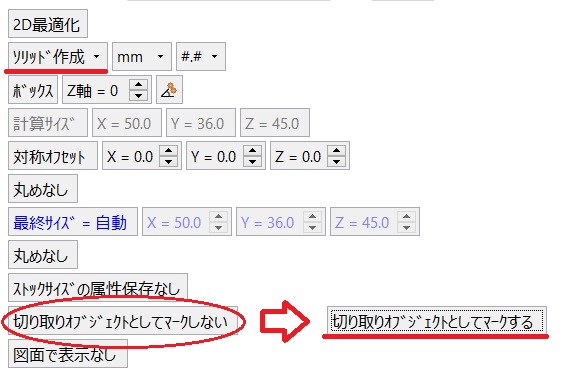 2D最適化
ｿﾘｯﾄﾞ作成 mm #.#
ﾎﾞｯｸｽ Z軸 = 0
計算ｻｲｽﾞ X = 50.0 Y = 36.0 Z = 45.0
対称ｵﾌｾｯﾄ X = 0.0 Y = 0.0 Z = 0.0
丸めなし
最終ｻｲｽﾞ = 自動 X = 50.0 Y = 36.0 Z = 45.0
丸めなし
ｽﾄｯｸｻｲｽﾞの属性保存なし
切り取りｵﾌﾞｼﾞｪｸﾄとしてﾏｰｸしない 切り取りｵﾌﾞｼﾞｪｸﾄとしてﾏｰｸする
図面で表示なし